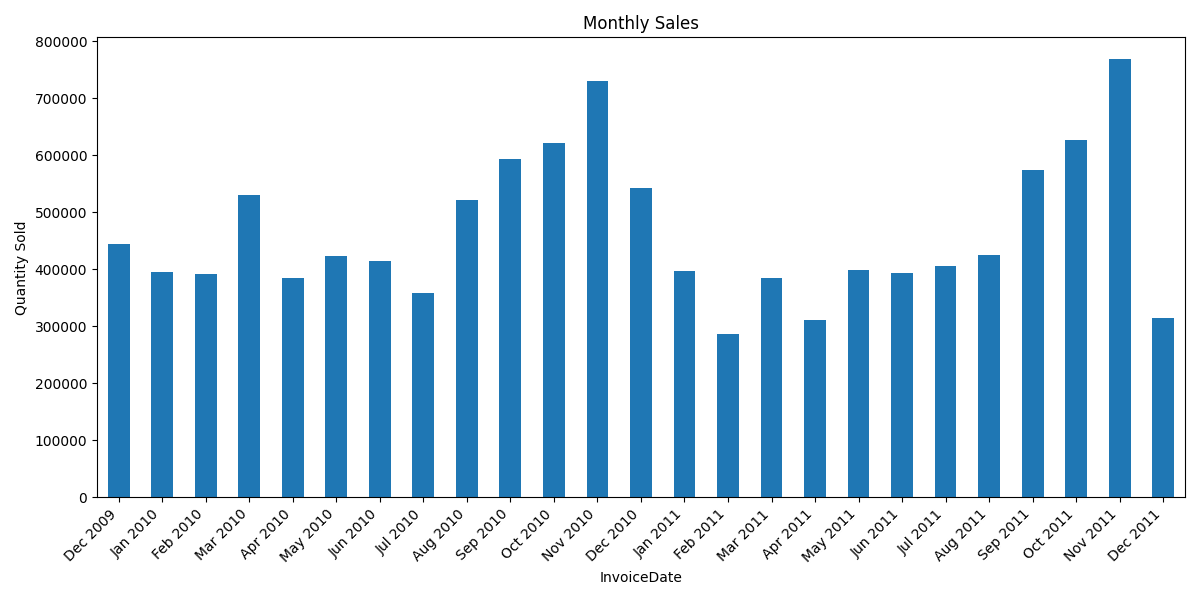 Monthly Sales
800000
700000
600000
500000
400000
300000
200000
100000
0
Quantity Sold
Dec 2009
Jan 2010
Feb 2010
Mar 2010
Apr 2010
May 2010
Jun 2010
Jul 2010
Aug 2010
Sep 2010
Oct 2010
Nov 2010
Dec 2010
Jan 2011
Feb 2011
Mar 2011
Apr 2011
May 2011
Jun 2011
Jul 2011
Aug 2011
Sep 2011
Oct 2011
Nov 2011
Dec 2011
InvoiceDate